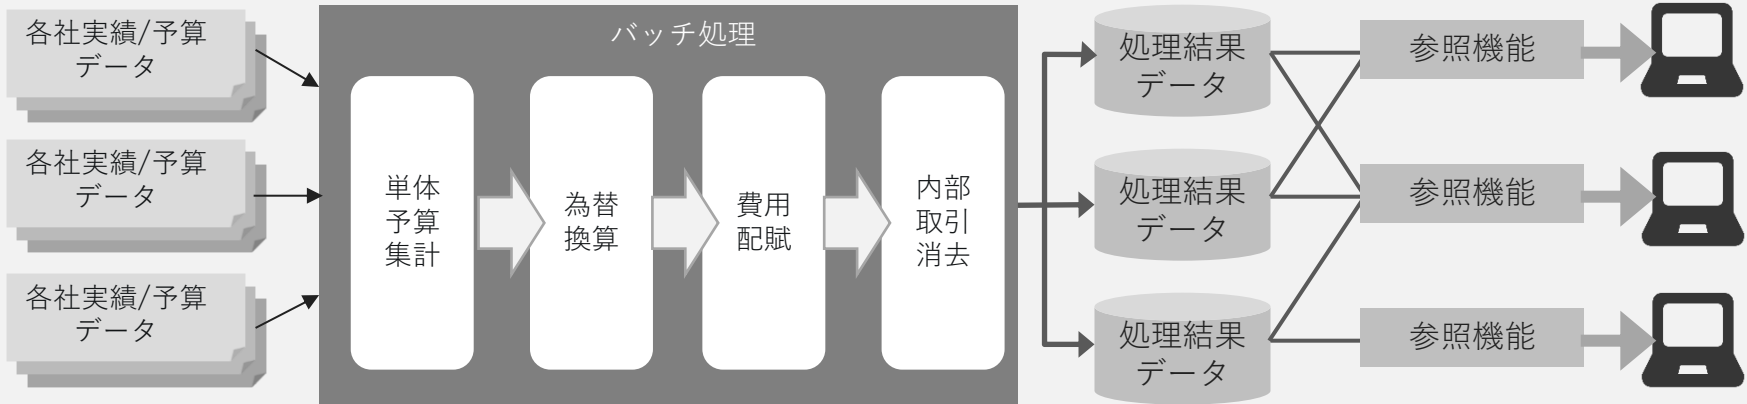 各社実績/予算
データ
各社実績/予算
データ
各社実績/予算
データ
バッチ処理
単体
予算
集計
為替
換算
費用
配賦
内部
取引
消去
処理結果
データ
処理結果
データ
処理結果
データ
参照機能
参照機能
参照機能